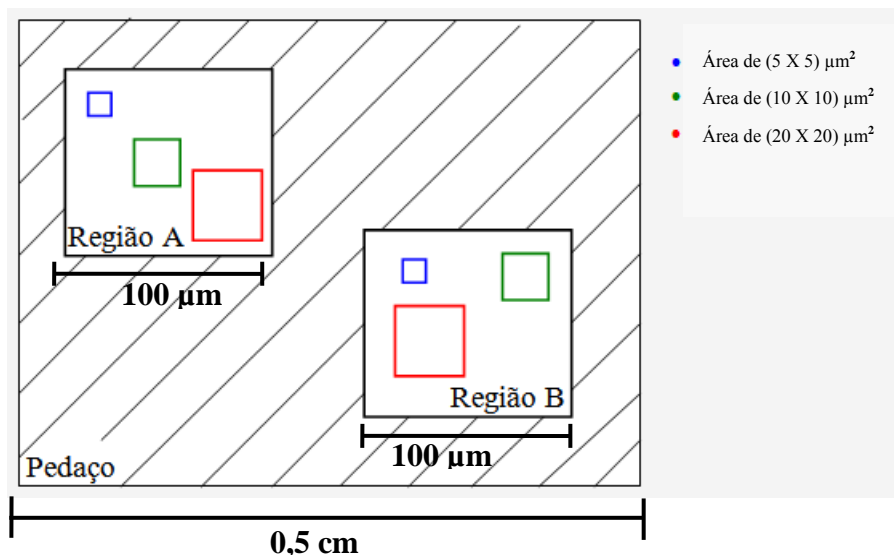 Área de (5 X 5) µm²
Área de (10 X 10) µm²
Área de (20 X 20) µm²
Região A
100 µm
Região B
100 µm
Pedaço
0,5 cm